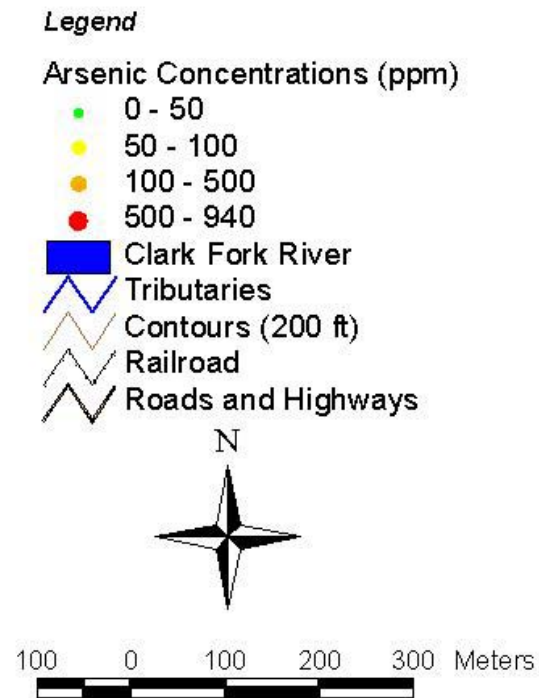 Legend
Arsenic Concentrations (ppm)
0 - 50
50 - 100
100 - 500
500 - 940
Clark Fork River
Tributaries
Contours (200 ft)
Railroad
Roads and Highways
N
100 0 100 200 300 Meters